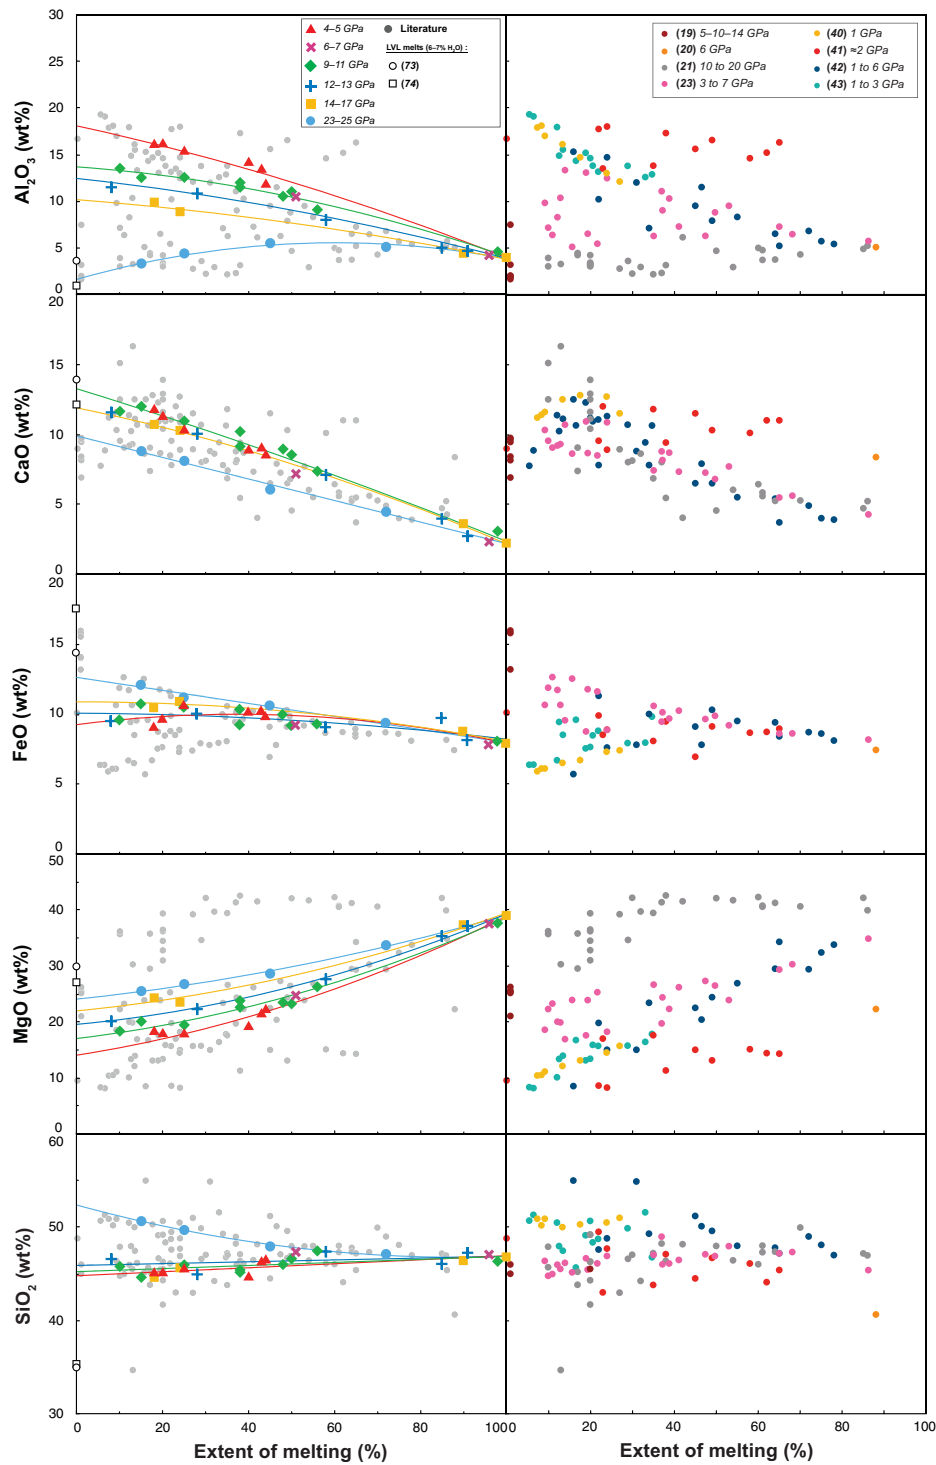 4–5 GPa
6–7 GPa
9–11 GPa
12–13 GPa
14–17 GPa
23–25 GPa
Literature
LVL melts (6–7% H2O) :
(73)
(74)
(19) 5–10–14 GPa
(20) 6 GPa
(21) 10 to 20 GPa
(23) 3 to 7 GPa
(40) 1 GPa
(41) ≈2 GPa
(42) 1 to 6 GPa
(43) 1 to 3 GPa
Al2O3 (wt%)
30
25
20
15
10
5
0
CaO (wt%)
20
15
10
5
0
FeO (wt%)
20
15
10
5
0
MgO (wt%)
50
40
30
20
10
0
SiO2 (wt%)
60
50
40
30
0 20 40 60 80 100
0 20 40 60 80 100
Extent of melting (%)
Extent of melting (%)